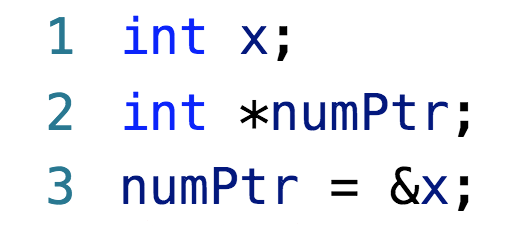 1 int x;
2 int *numPtr;
3 numPtr = &x;